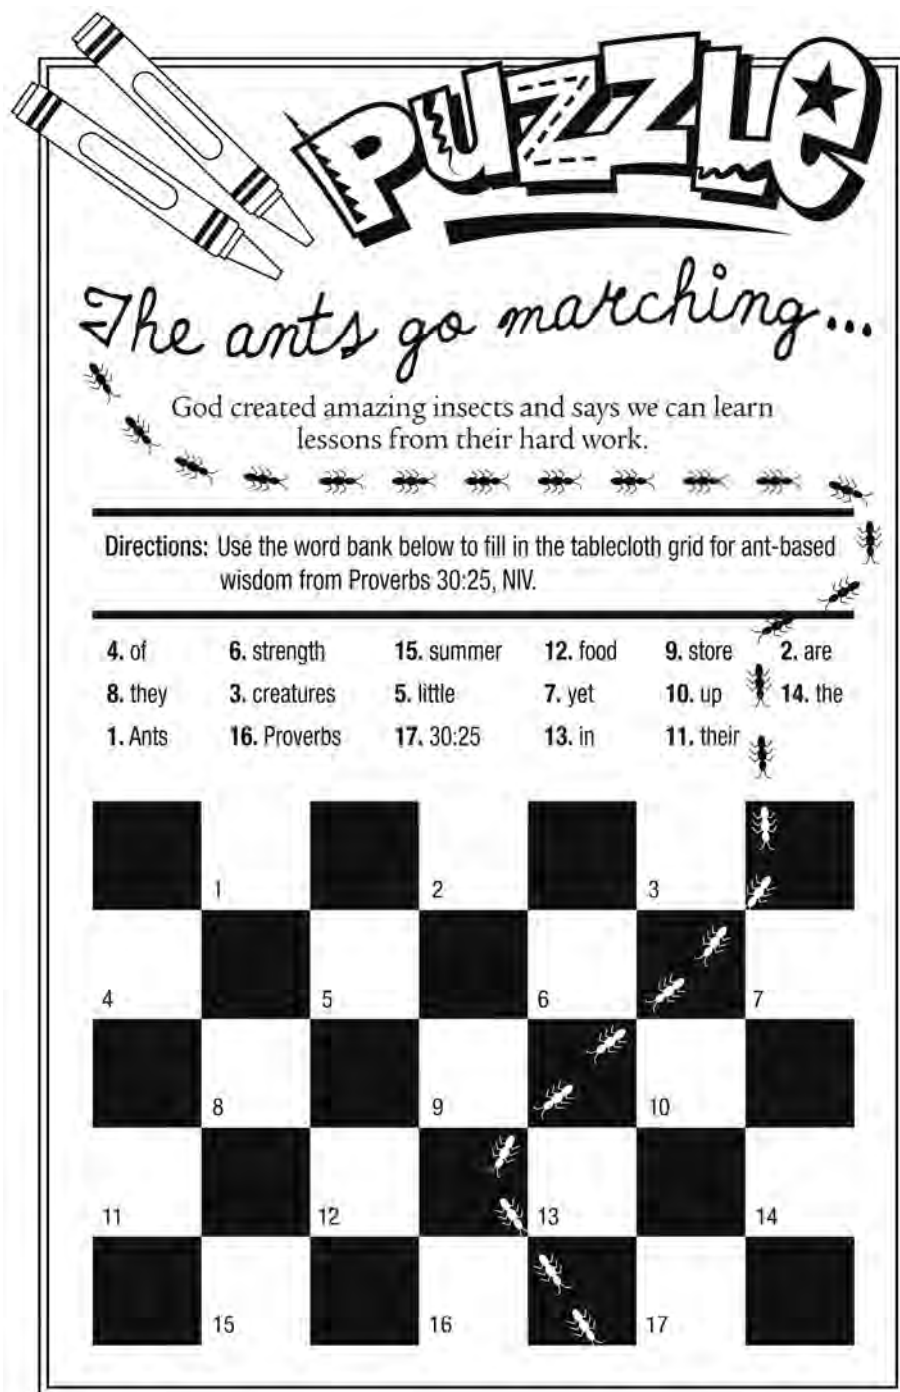 PUZZLE
The ants go marching...
God created amazing insects and says we can learn
lessons from their hard work.
Directions: Use the word bank below to fill in the tablecloth grid for ant-based
wisdom from Proverbs 30:25, NIV.
4. of 6. strength 15. summer 12. food 9. store 2. are
8. they 3. creatures 5. little 7. yet 10. up 14. the
1. Ants 16. Proverbs 17. 30:25 13. in 11. their
1 2 3
4 5 6 7
8 9 10
11 12 13 14
15 16 17